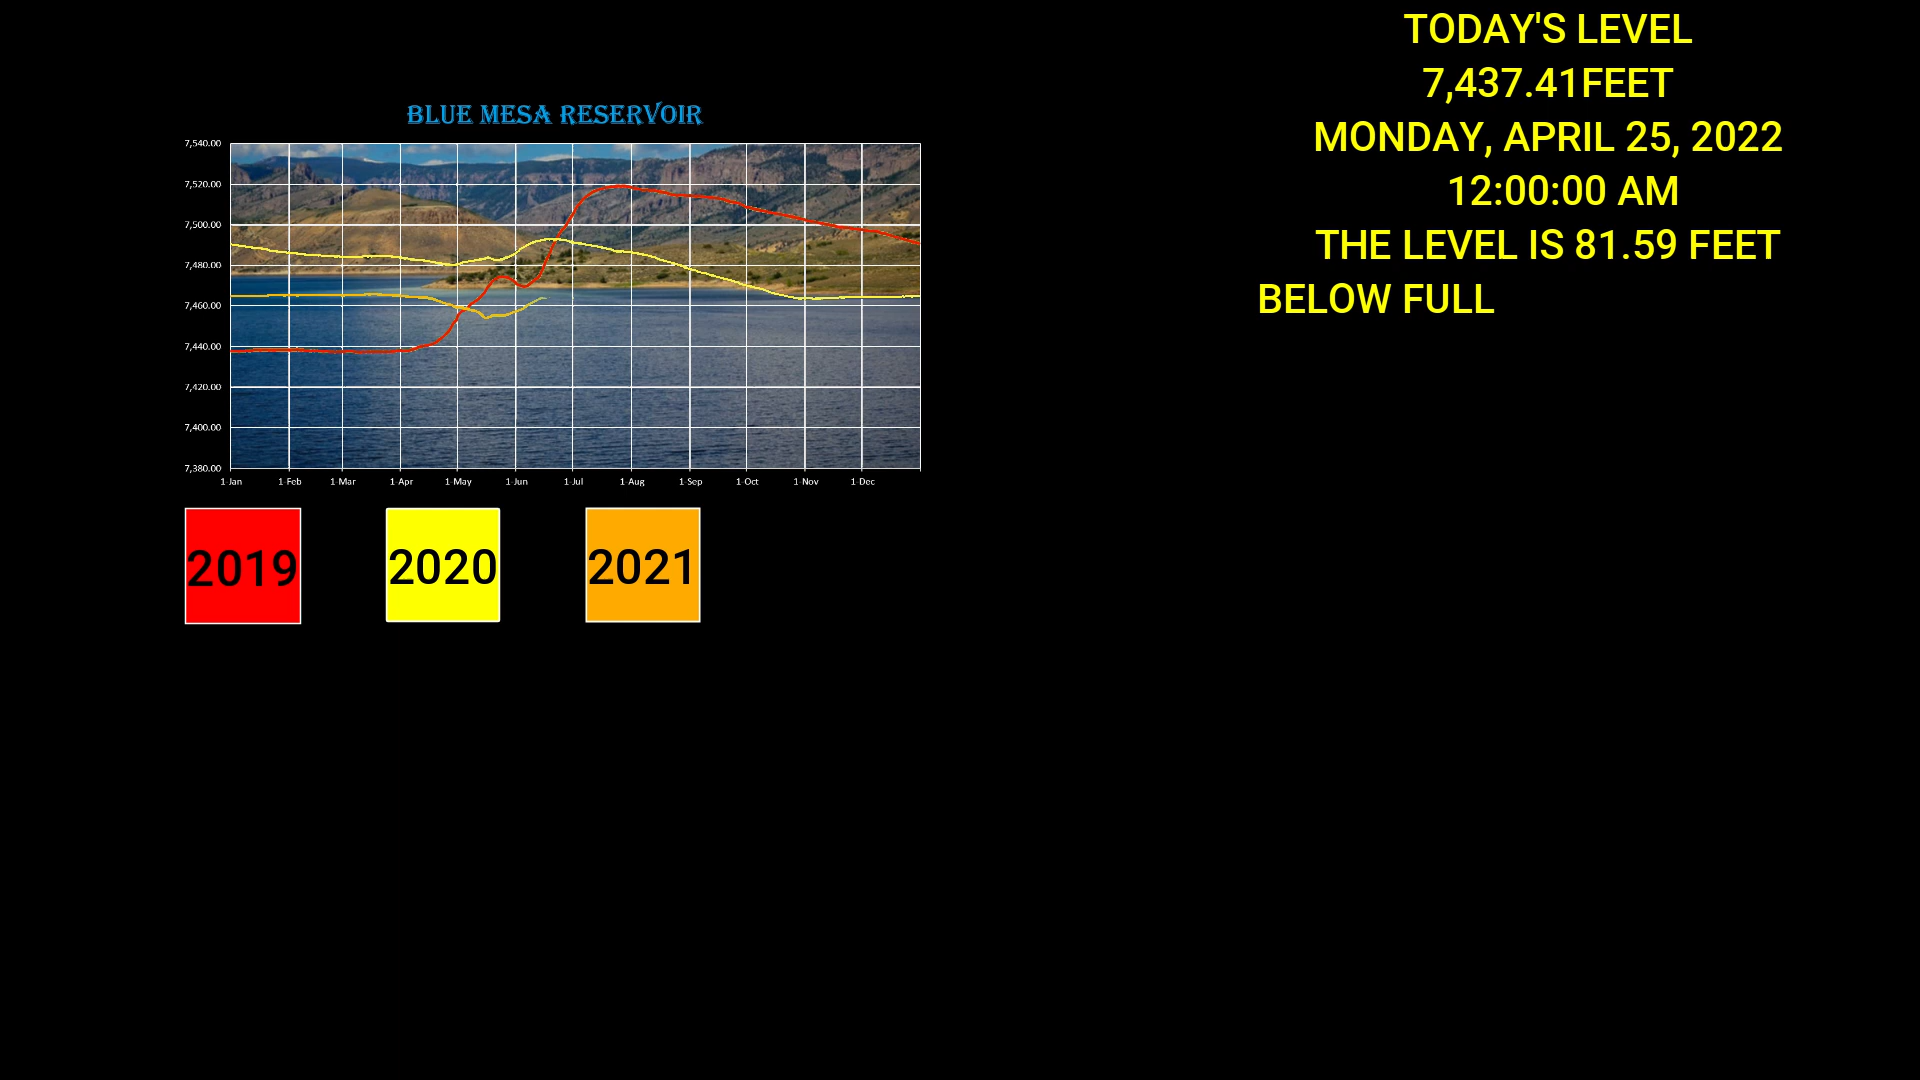 TODAY'S LEVEL
7,437.41FEET
MONDAY, APRIL 25, 2022
12:00:00 AM
THE LEVEL IS 81.59 FEET
BELOW FULL
BLUE MESA RESERVOIR
7,540.00
7,520.00
7,500.00
7,480.00
7,460.00
7,440.00
7,420.00
7,400.00
7,380.00
1-Jan 1-Feb 1-Mar 1-Apr 1-May 1-Jun 1-Jul 1-Aug 1-Sep 1-Oct 1-Nov 1-Dec
2019 2020 2021